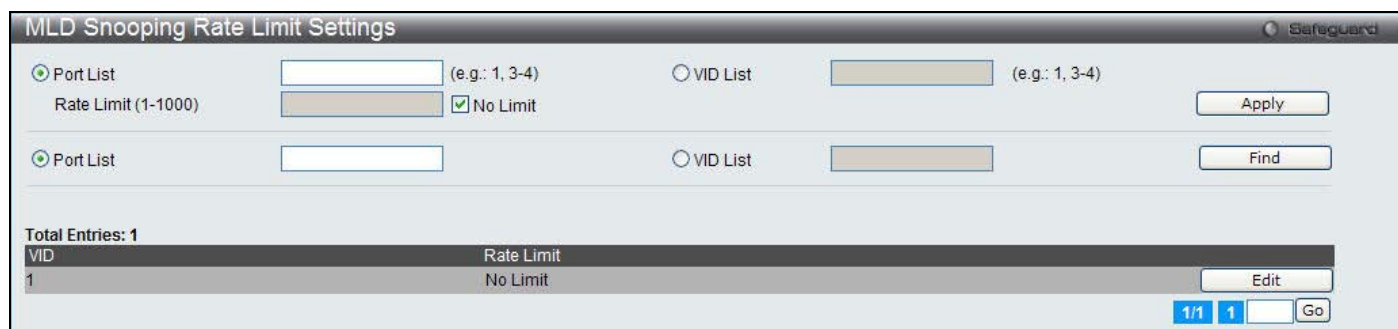 MLD Snooping Rate Limit Settings Safeguard
Port List (e.g.: 1, 3-4) VID List (e.g.: 1, 3-4)
Rate Limit (1-1000) No Limit Apply
Port List VID List Find
Total Entries: 1
VID Rate Limit
1 No Limit Edit
1/1 1 Go